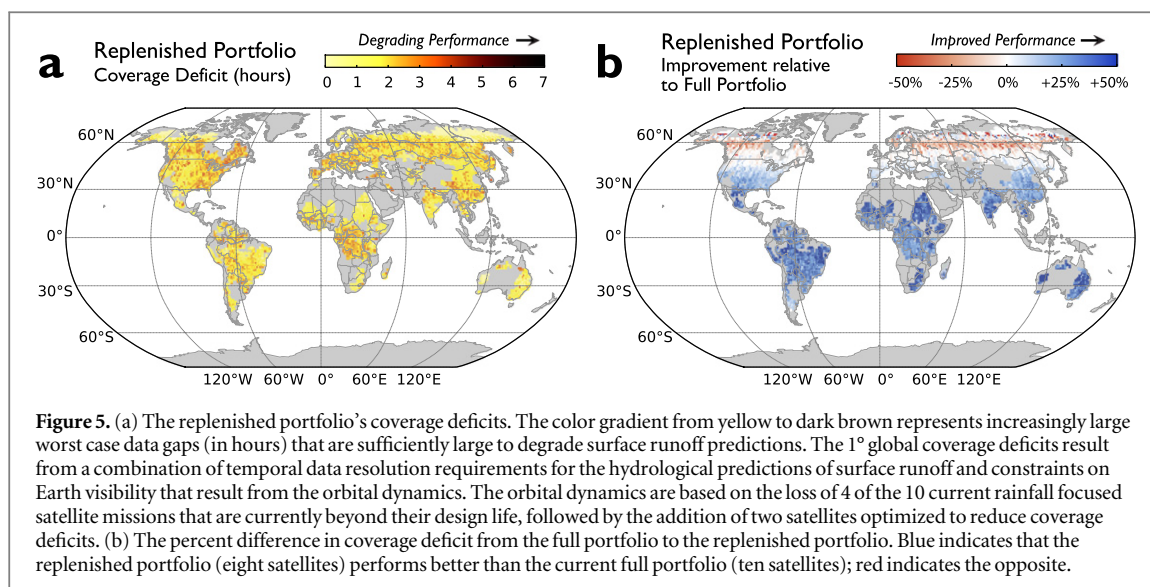 a
Replenished Portfolio
Coverage Deficit (hours)
Degrading Performance →
0 1 2 3 4 5 6 7
60°N
30°N
0°
30°S
60°S
120°W 60°W 0° 60°E 120°E
b
Replenished Portfolio
Improvement relative
to Full Portfolio
Improved Performance →
-50% -25% 0% +25% +50%
60°N
30°N
0°
30°S
60°S
120°W 60°W 0° 60°E 120°E
Figure 5. (a) The replenished portfolio's coverage deficits. The color gradient from yellow to dark brown represents increasingly large
worst case data gaps (in hours) that are sufficiently large to degrade surface runoff predictions. The 1° global coverage deficits result
from a combination of temporal data resolution requirements for the hydrological predictions of surface runoff and constraints on
Earth visibility that result from the orbital dynamics. The orbital dynamics are based on the loss of 4 of the 10 current rainfall focused
satellite missions that are currently beyond their design life, followed by the addition of two satellites optimized to reduce coverage
deficits. (b) The percent difference in coverage deficit from the full portfolio to the replenished portfolio. Blue indicates that the
replenished portfolio (eight satellites) performs better than the current full portfolio (ten satellites); red indicates the opposite.